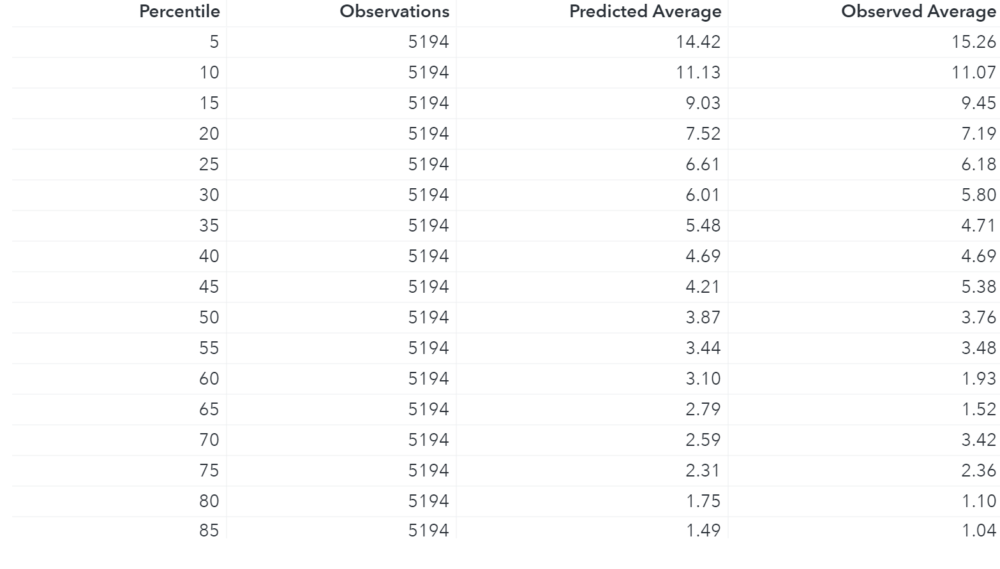 Percentile Observations Predicted Average Observed Average
5 5194 14.42 15.26
10 5194 11.13 11.07
15 5194 9.03 9.45
20 5194 7.52 7.19
25 5194 6.61 6.18
30 5194 6.01 5.80
35 5194 5.48 4.71
40 5194 4.69 4.69
45 5194 4.21 5.38
50 5194 3.87 3.76
55 5194 3.44 3.48
60 5194 3.10 1.93
65 5194 2.79 1.52
70 5194 2.59 3.42
75 5194 2.31 2.36
80 5194 1.75 1.10
85 5194 1.49 1.04